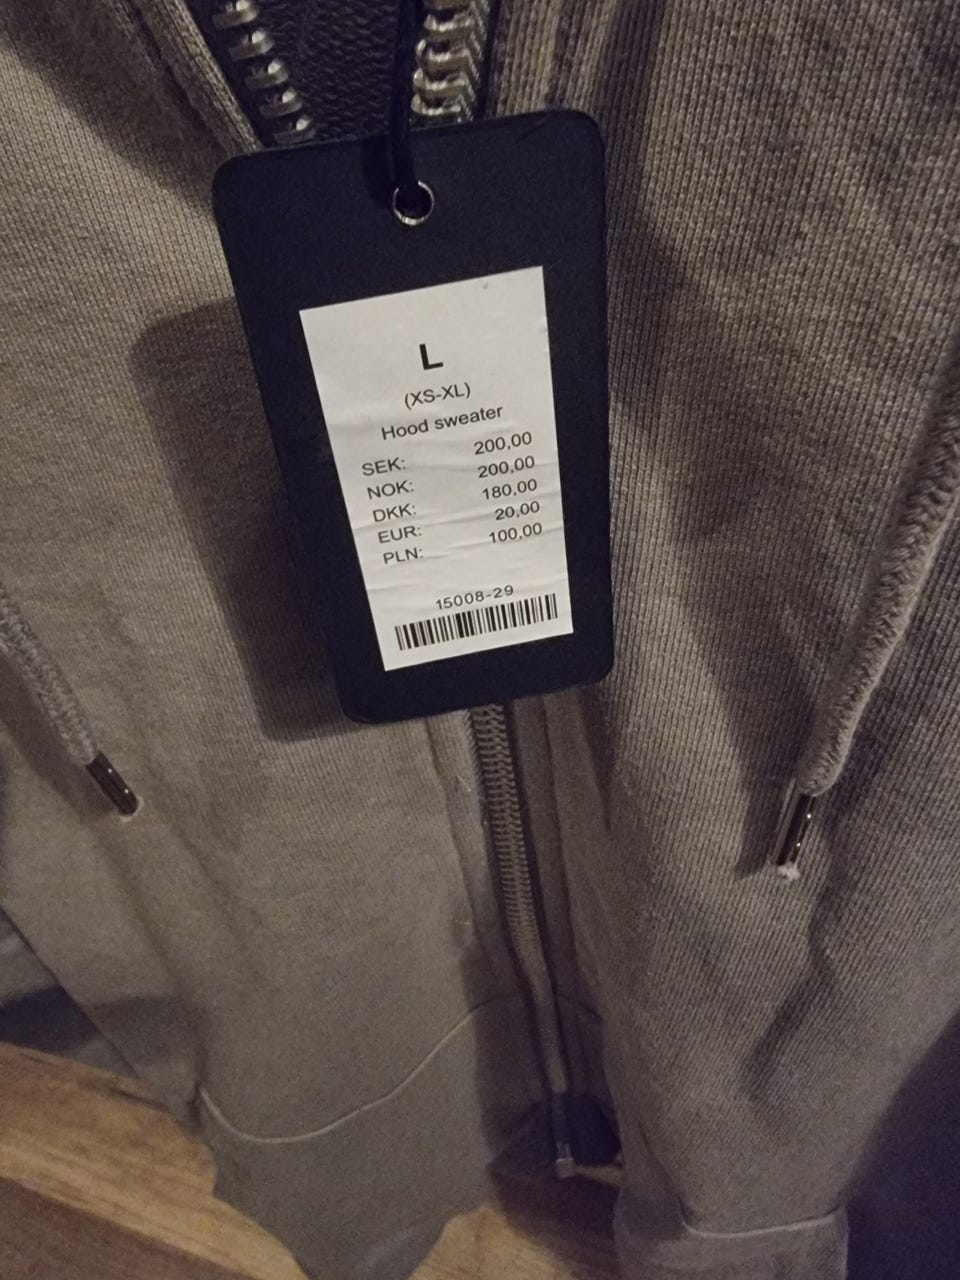 L
(XS-XL)
Hood sweater
SEK: 200,00
NOK: 200,00
DKK: 180,00
EUR: 20,00
PLN: 100,00
15008-29